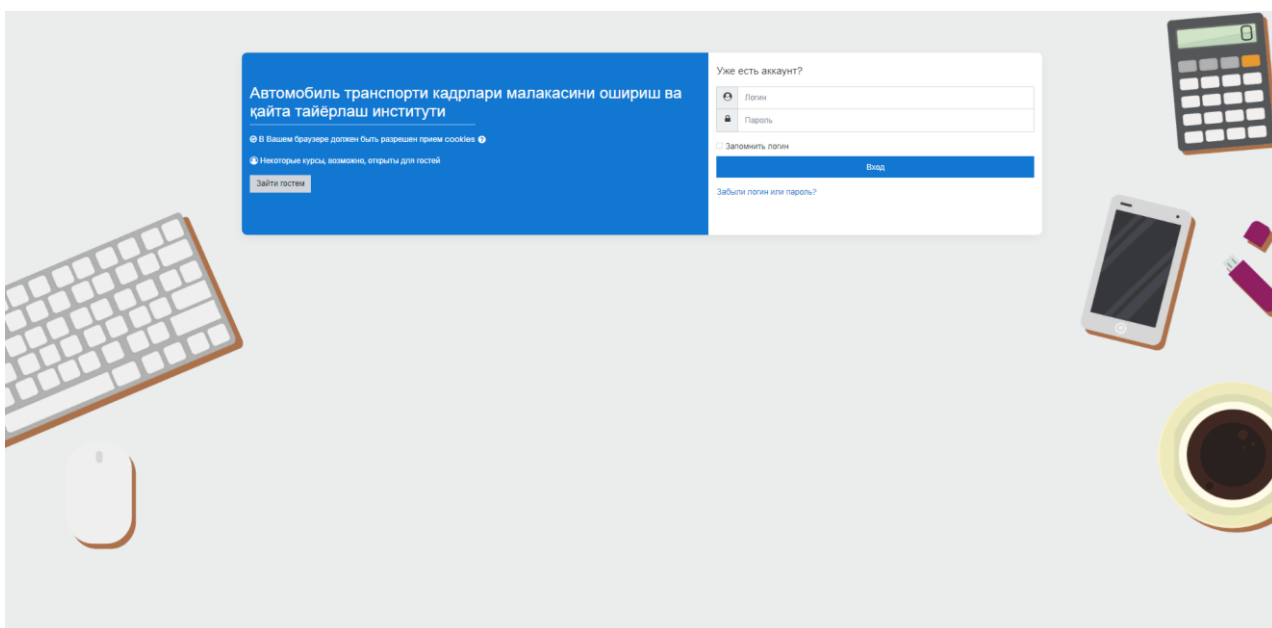 Автомобиль транспорти кадрлари малакасини ошириш ва
қайта тайёрлаш институти
В Вашем браузере должен быть разрешен прием cookies
Некоторые курсы, возможно, открыты для гостей
Зайти гостем
Уже есть аккаунт?
Логин
Пароль
Запомнить логин
Вход
Забыли логин или пароль?
0